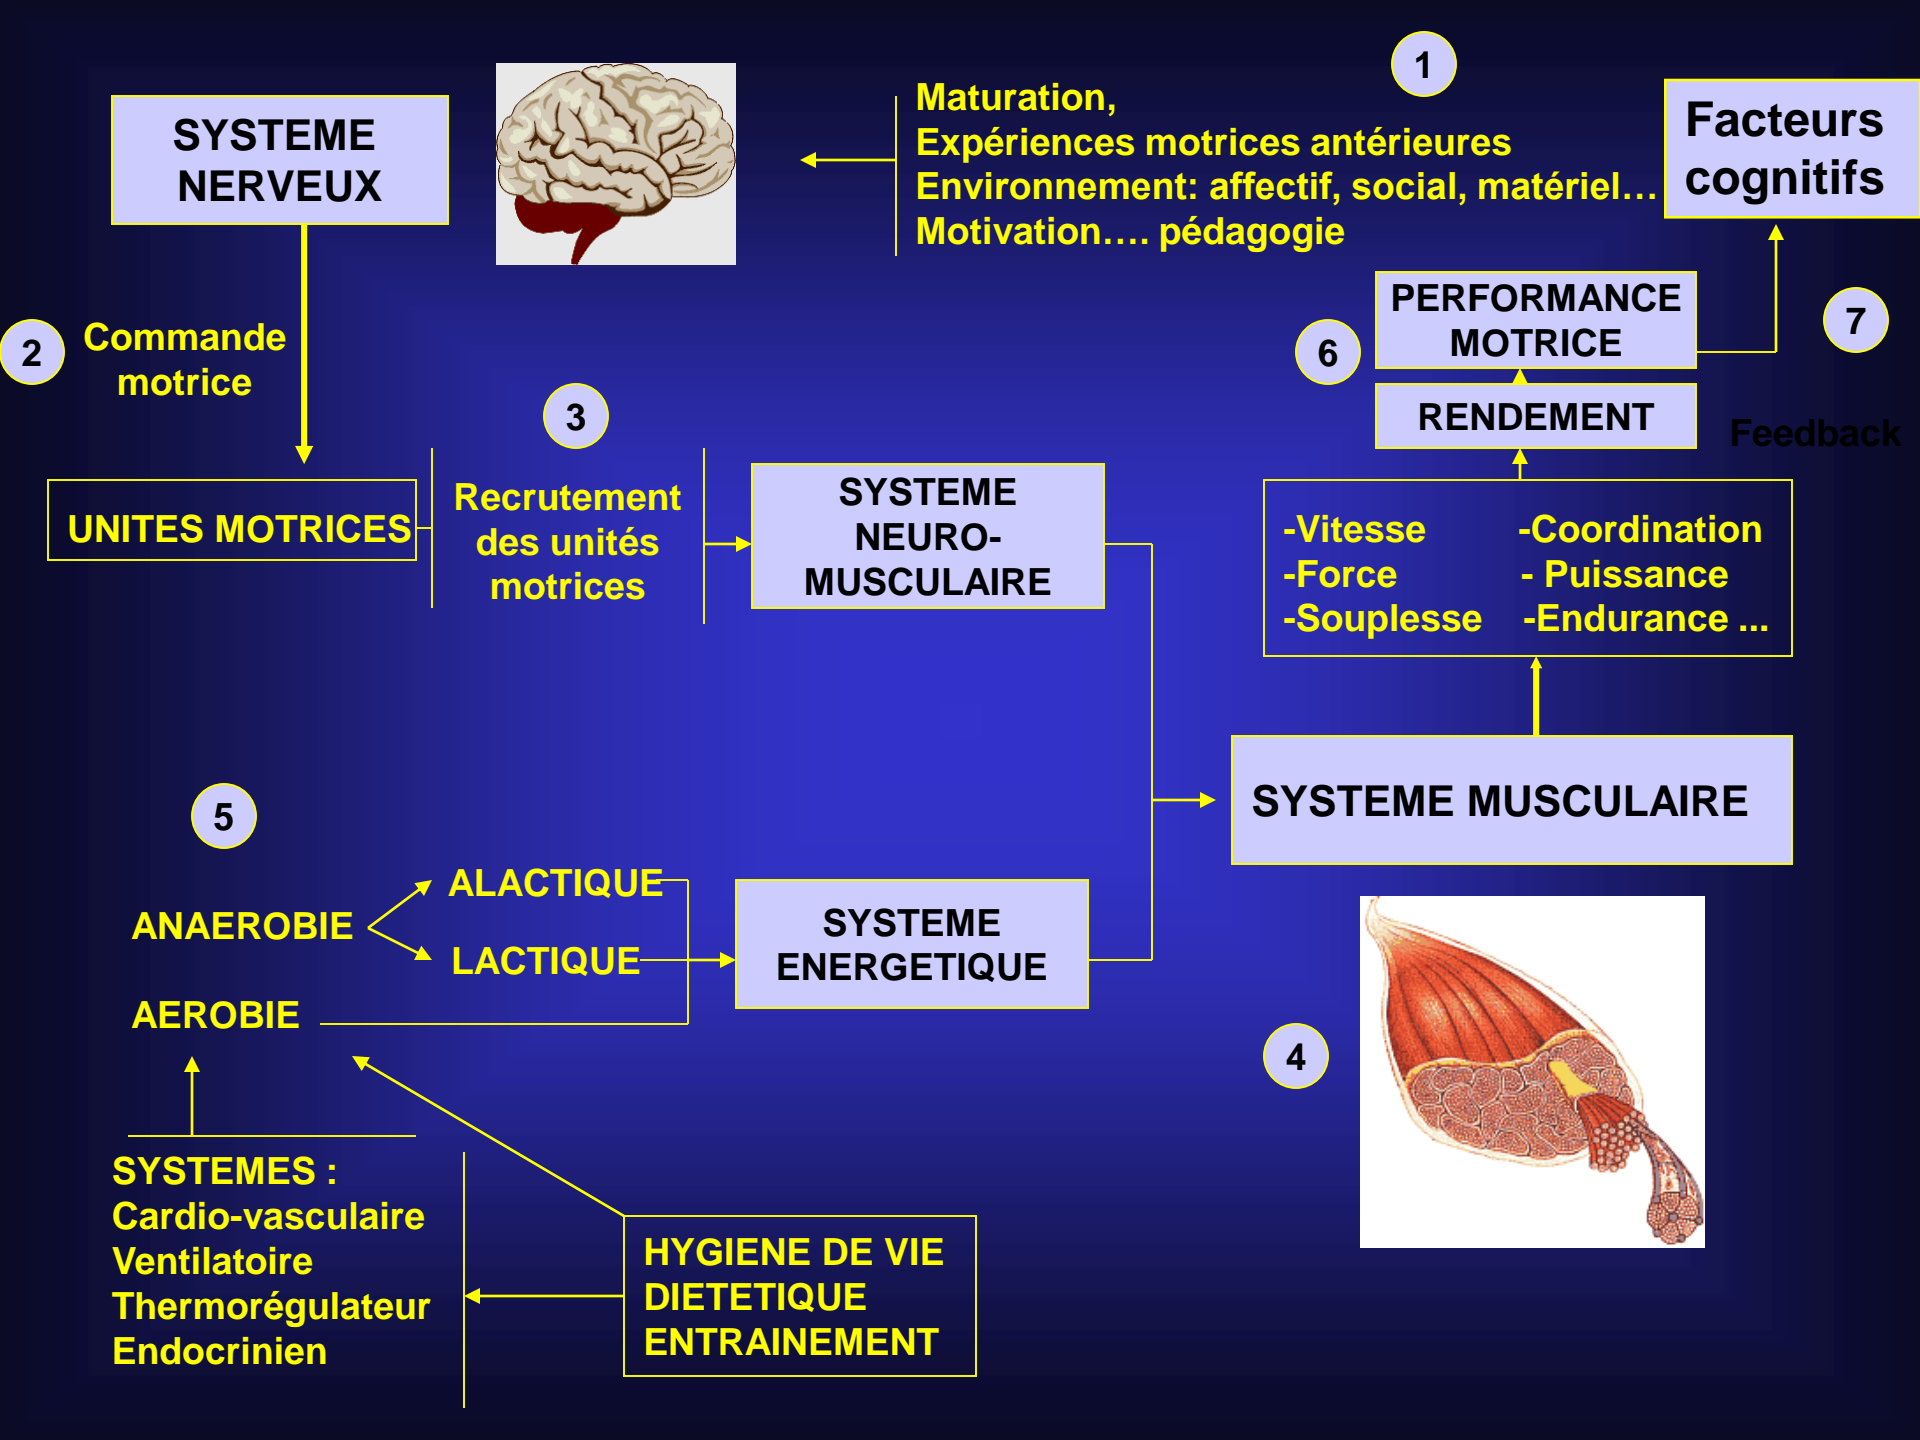 1
Maturation,
Expériences motrices antérieures
Environnement: affectif, social, matériel…
Motivation…. pédagogie
Facteurs
cognitifs
SYSTEME
NERVEUX
2
Commande
motrice
UNITES MOTRICES
3
Recrutement
des unités
motrices
SYSTEME
NEURO-
MUSCULAIRE
6
PERFORMANCE
MOTRICE
RENDEMENT
7
Feedback
-Vitesse -Coordination
-Force - Puissance
-Souplesse -Endurance ...
SYSTEME MUSCULAIRE
4
5
ANAEROBIE
ALACTIQUE
LACTIQUE
AEROBIE
SYSTEME
ENERGETIQUE
SYSTEMES :
Cardio-vasculaire
Ventilatoire
Thermorégulateur
Endocrinien
HYGIENE DE VIE
DIETETIQUE
ENTRAINEMENT